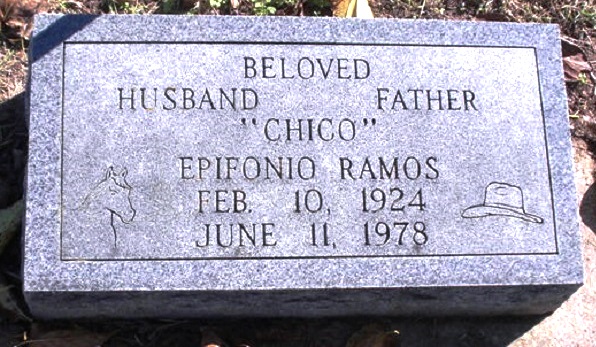 BELOVED
HUSBAND FATHER
"CHICO"
EPIFONIO RAMOS
FEB. 10, 1924
JUNE 11, 1978